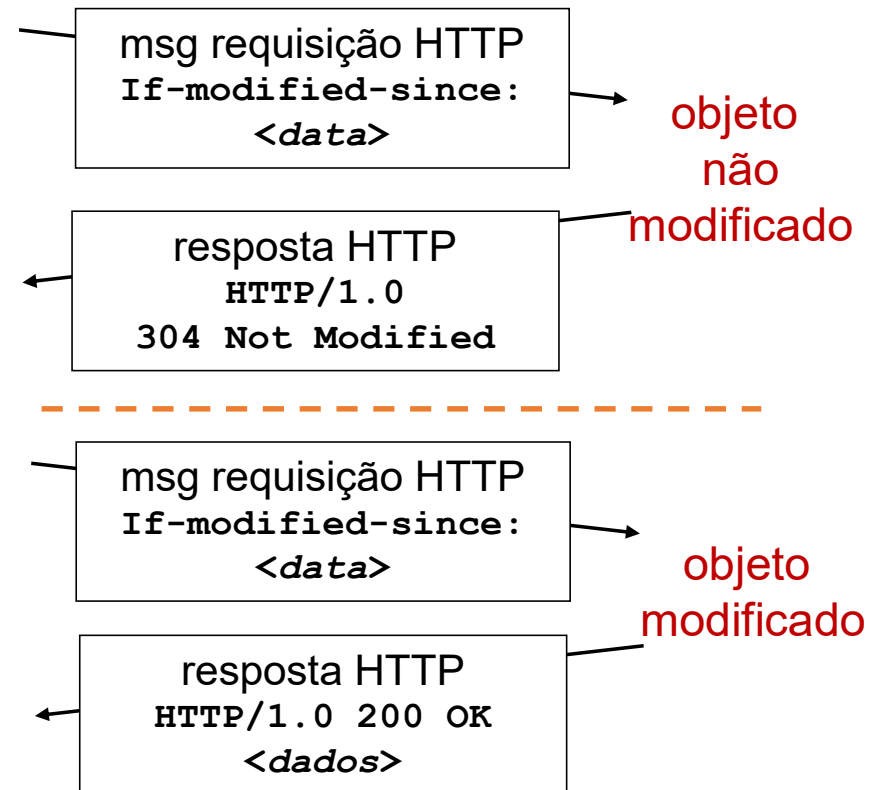 msg requisição HTTP
If-modified-since:
<data>
objeto
não
modificado
resposta HTTP
HTTP/1.0
304 Not Modified
msg requisição HTTP
If-modified-since:
<data>
objeto
modificado
resposta HTTP
HTTP/1.0 200 OK
<dados>